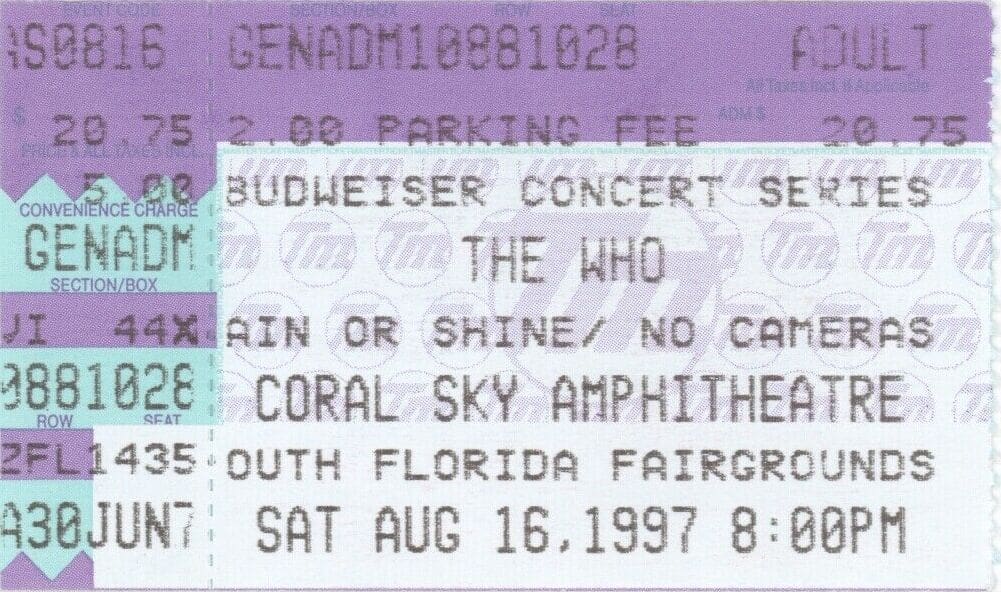 EVENT CODE SECTION/BOX ROW SEAT
GS0816 GENADM10881028 ADULT
All Taxes Incl. If Applicable
$ 20.75 2.00 PARKING FEE ADM $ 20.75
PRICE & ALL TAXES INCL.
5.00 BUDWEISER CONCERT SERIES
CONVENIENCE CHARGE
GENADM THE WHO
SECTION/BOX
JI 44X AIN OR SHINE/ NO CAMERAS
0881028 CORAL SKY AMPHITHEATRE
ROW SEAT
ZFL1435 OUTH FLORIDA FAIRGROUNDS
A30JUN7 SAT AUG 16,1997 8:00PM